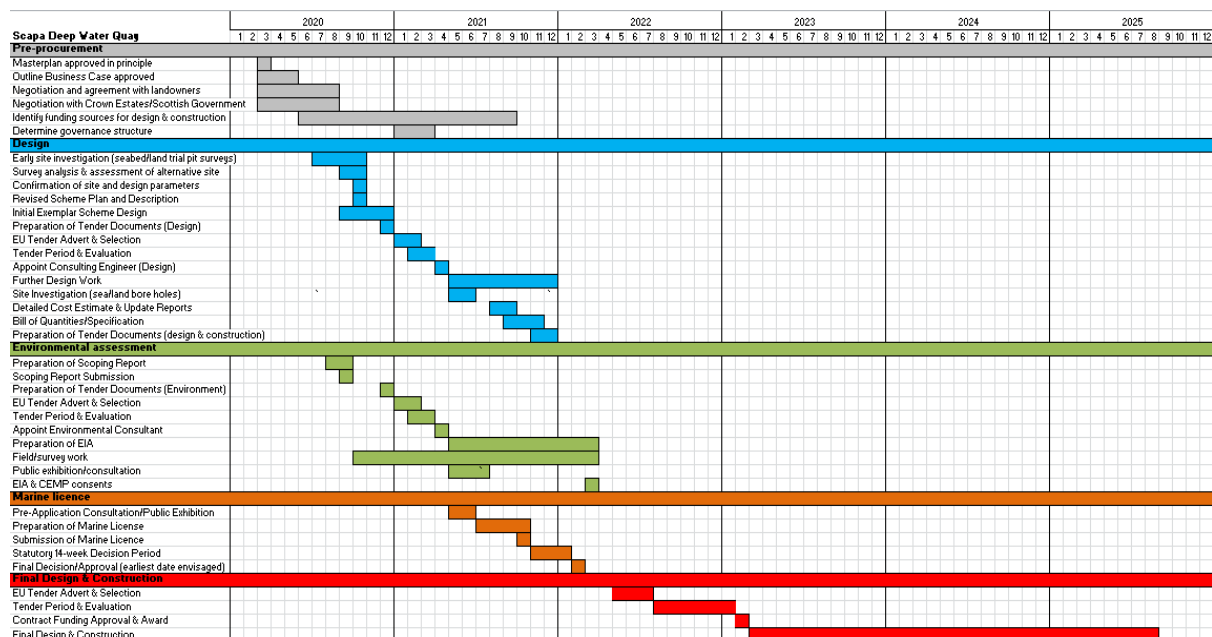 2020 2021 2022 2023 2024 2025
Scapa Deep Water Quay 1 2 3 4 5 6 7 8 9 10 11 12 1 2 3 4 5 6 7 8 9 10 11 12 1 2 3 4 5 6 7 8 9 10 11 12 1 2 3 4 5 6 7 8 9 10 11 12 1 2 3 4 5 6 7 8 9 10 11 12 1 2 3 4 5 6 7 8 9 10 11 12
Pre-procurement
Masterplan approved in principle
Outline Business Case approved
Negotiation and agreement with landowners
Negotiation with Crown Estates/Scottish Government
Identify funding sources for design & construction
Determine governance structure
Design
Early site investigation (seabed/land trial pit surveys)
Survey analysis & assessment of alternative site
Confirmation of site and design parameters
Revised Scheme Plan and Description
Initial Exemplar Scheme Design
Preparation of Tender Documents (Design)
EU Tender Advert & Selection
Tender Period & Evaluation
Appoint Consulting Engineer (Design)
Further Design Work
Site Investigation (sea/land bore holes)
Detailed Cost Estimate & Update Reports
Bill of Quantities/Specification
Preparation of Tender Documents (design & construction)
Environmental assessment
Preparation of Scoping Report
Scoping Report Submission
Preparation of Tender Documents (Environment)
EU Tender Advert & Selection
Tender Period & Evaluation
Appoint Environmental Consultant
Preparation of EIA
Field/survey work
Public exhibition/consultation
EIA & CEMP consents
Marine licence
Pre-Application Consultation/Public Exhibition
Preparation of Marine License
Submission of Marine Licence
Statutory 14-week Decision Period
Final Decision/Approval (earliest date envisaged)
Final Design & Construction
EU Tender Advert & Selection
Tender Period & Evaluation
Contract Funding Approval & Award
Final Design & Construction